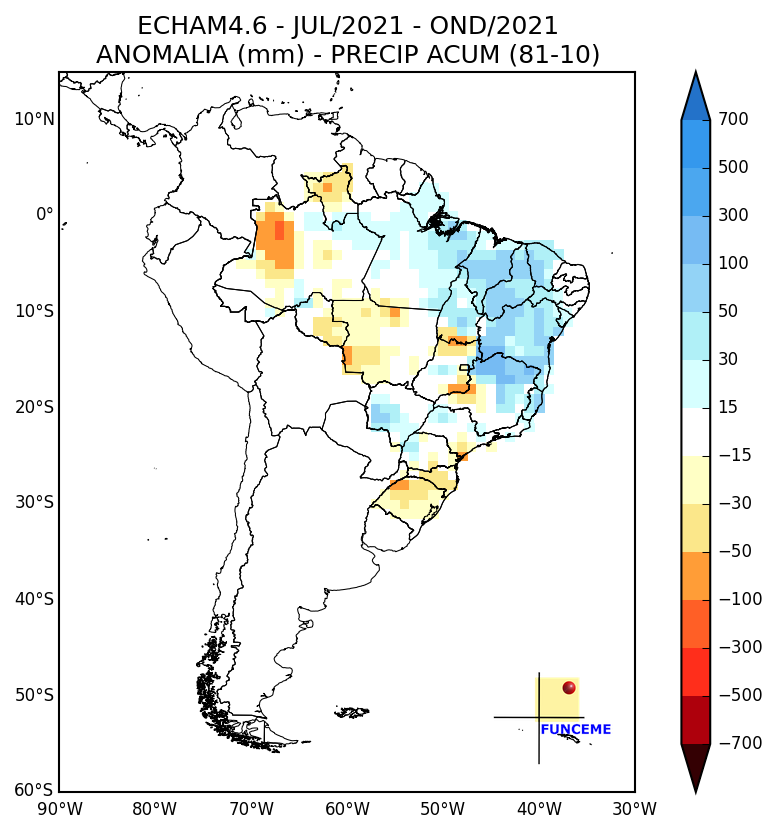 ECHAM4.6 - JUL/2021 - OND/2021
ANOMALIA (mm) - PRECIP ACUM (81-10)
10°N
0°
10°S
20°S
30°S
40°S
50°S
60°S
90°W
80°W
70°W
60°W
50°W
40°W
30°W
700
500
300
100
50
30
15
−15
−30
−50
−100
−300
−500
−700
FUNCEME